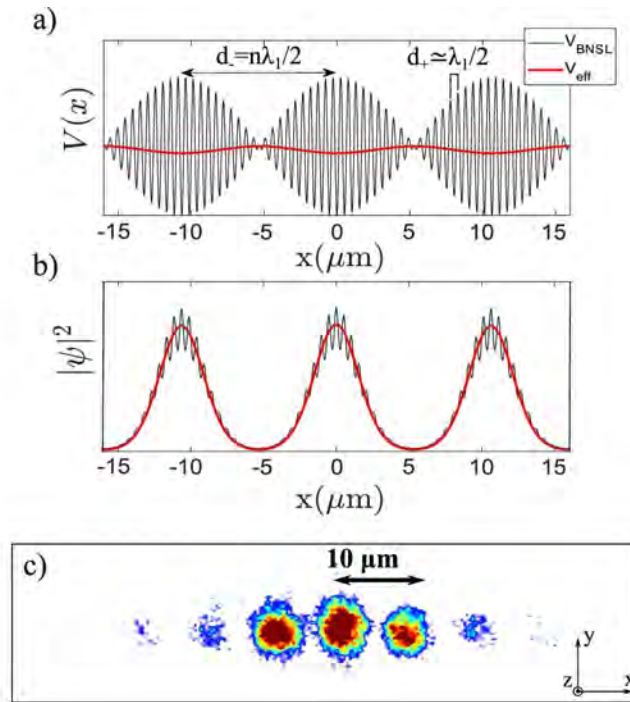 a)
d₋=nλ₁/2
d₊≃λ₁/2
V_BNSL
V_eff
V(x)
-15 -10 -5 0 5 10 15
x(μm)
b)
|ψ|²
-15 -10 -5 0 5 10 15
x(μm)
c)
10 μm
y
z
x